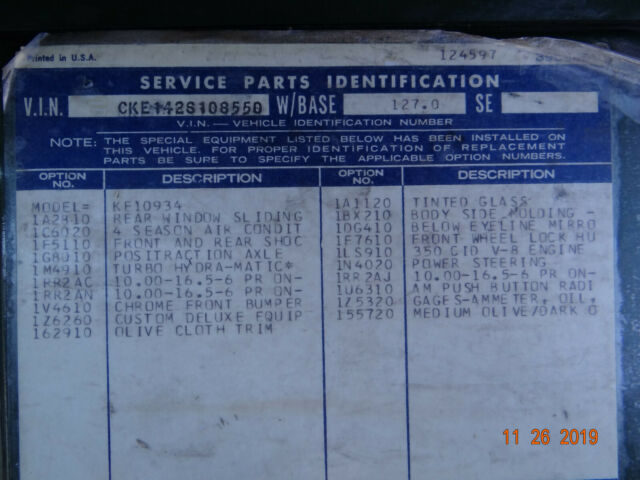 Printed in U.S.A. 124597
SERVICE PARTS IDENTIFICATION
V.I.N. CKE142S108550 W/BASE 127.0 SE
V.I.N. — VEHICLE IDENTIFICATION NUMBER
NOTE: THE SPECIAL EQUIPMENT LISTED BELOW HAS BEEN INSTALLED ON
THIS VEHICLE. FOR PROPER IDENTIFICATION OF REPLACEMENT
PARTS BE SURE TO SPECIFY THE APPLICABLE OPTION NUMBERS.
OPTION NO. DESCRIPTION
MODEL= KE10934
1A2810 REAR WINDOW SLIDING
1C6020 4 SEASON AIR CONDIT
1F5110 FRONT AND REAR SHOC
1G8010 POSITRACTION AXLE
1M4910 TURBO HYDRA-MATIC*
1RR2AC 10.00-16.5-6 PR ON-
1RR2AN 10.00-16.5-6 PR ON-
1V4610 CHROME FRONT BUMPER
1Z6260 CUSTOM DELUXE EQUIP
162910 OLIVE CLOTH TRIM
OPTION NO. DESCRIPTION
1A1120 TINTED GLASS
1BX210 BODY SIDE MOLDING -
1DG410 BELOW EYELINE MIRRO
1F7610 FRONT WHEEL LOCK HU
1LS910 350 CID V-8 ENGINE
1N4020 POWER STEERING
1RR2AJ 10.00-16.5-6 PR ON-
1U6310 AM PUSH BUTTON RADI
1Z5320 GAGES-AMMETER, OIL,
155720 MEDIUM OLIVE/DARK O
11 26 2019